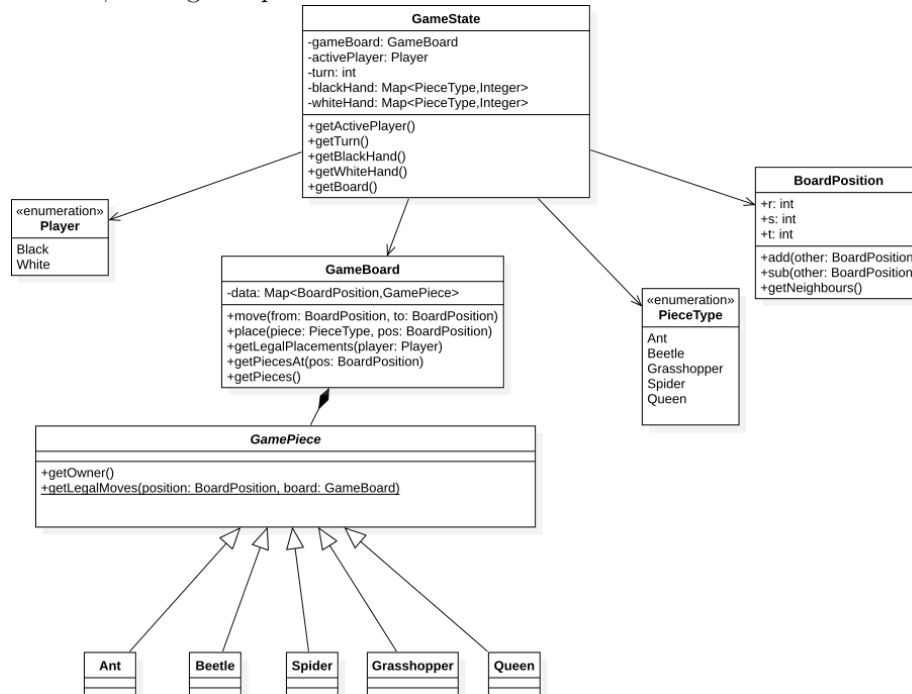 GameState
-gameBoard: GameBoard
-activePlayer: Player
-turn: int
-blackHand: Map<PieceType,Integer>
-whiteHand: Map<PieceType,Integer>
+getActivePlayer()
+getTurn()
+getBlackHand()
+getWhiteHand()
+getBoard()
«enumeration»
Player
Black
White
BoardPosition
+r: int
+s: int
+t: int
+add(other: BoardPosition
+sub(other: BoardPosition
+getNeighbours()
GameBoard
-data: Map<BoardPosition,GamePiece>
+move(from: BoardPosition, to: BoardPosition)
+place(piece: PieceType, pos: BoardPosition)
+getLegalPlacements(player: Player)
+getPiecesAt(pos: BoardPosition)
+getPieces()
«enumeration»
PieceType
Ant
Beetle
Grasshopper
Spider
Queen
GamePiece
+getOwner()
+getLegalMoves(position: BoardPosition, board: GameBoard)
Ant
Beetle
Spider
Grasshopper
Queen